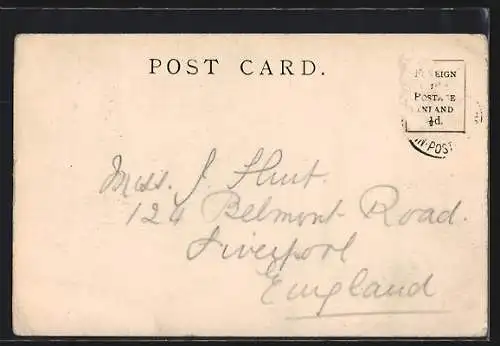 POST CARD.
FOREIGN
POSTAGE
INLAND
½d.
N·POST
Miss. J. Hunt.
124 Belmont Road.
Liverpool
England